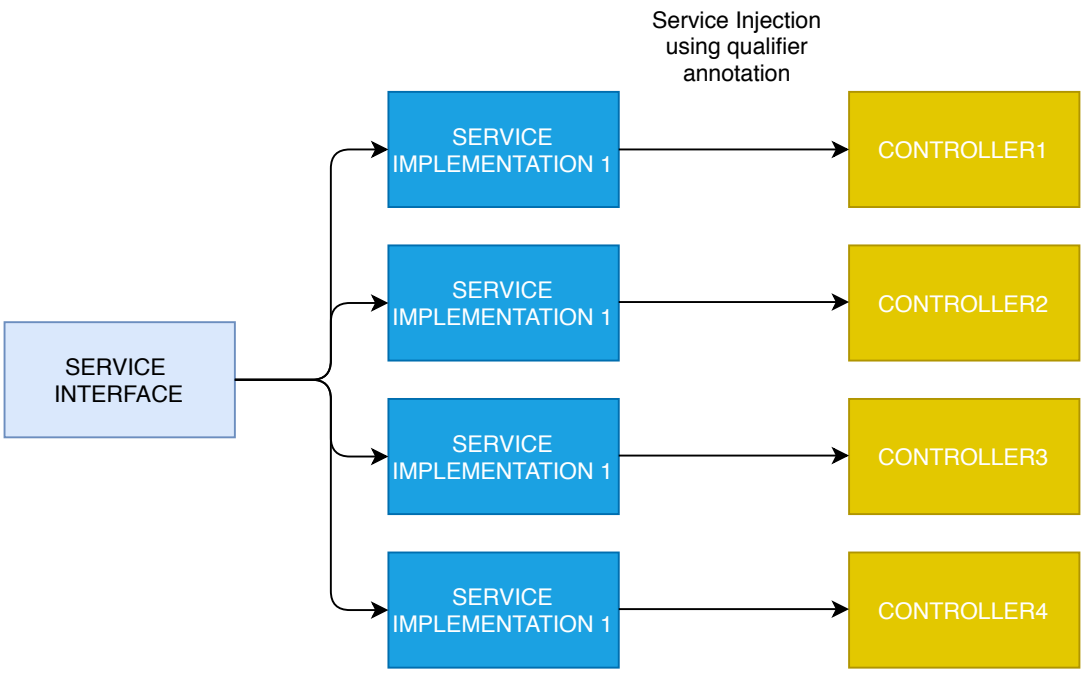 Service Injection
using qualifier
annotation
SERVICE
IMPLEMENTATION 1
CONTROLLER1
SERVICE
IMPLEMENTATION 1
CONTROLLER2
SERVICE
INTERFACE
SERVICE
IMPLEMENTATION 1
CONTROLLER3
SERVICE
IMPLEMENTATION 1
CONTROLLER4